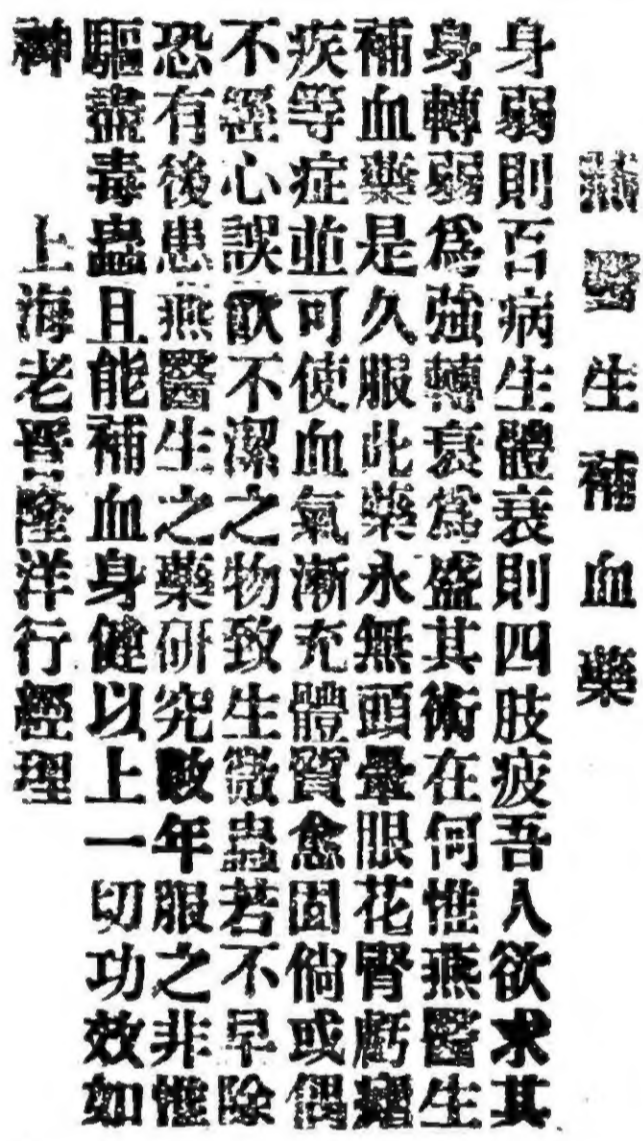 燕醫生補血藥
身弱則百病生體衰則四肢疲吾人欲求其
身轉弱爲強轉衰爲盛其術在何惟燕醫生
補血藥是久服此藥永無頭暈眼花腎虧癆
疾等症並可使血氣漸充體質愈固倘或偶
不經心誤飲不潔之物致生微蟲若不早除
恐有後患燕醫生之藥研究數年服之非惟
驅盡毒蟲且能補血身健以上一切功效如
神
上海老晋隆洋行經理